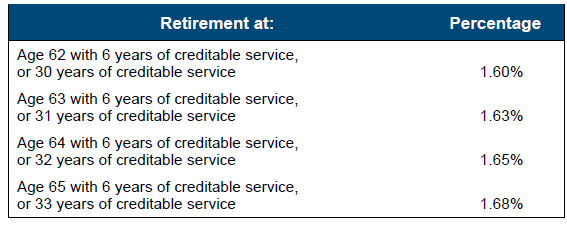 Retirement at: Percentage
Age 62 with 6 years of creditable service,
or 30 years of creditable service 1.60%
Age 63 with 6 years of creditable service,
or 31 years of creditable service 1.63%
Age 64 with 6 years of creditable service,
or 32 years of creditable service 1.65%
Age 65 with 6 years of creditable service,
or 33 years of creditable service 1.68%